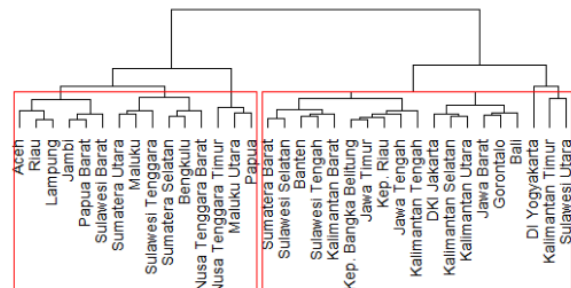 Aceh
Riau
Lampung
Jambi
Papua Barat
Sulawesi Barat
Sumatera Utara
Maluku
Sulawesi Tenggara
Sumatera Selatan
Bengkulu
Nusa Tenggara Barat
Nusa Tenggara Timur
Maluku Utara
Papua
Sumatera Barat
Sulawesi Selatan
Banten
Sulawesi Tengah
Kalimantan Barat
Kep. Bangka Belitung
Jawa Timur
Kep. Riau
Jawa Tengah
Kalimantan Tengah
DKI Jakarta
Kalimantan Selatan
Kalimantan Utara
Jawa Barat
Gorontalo
Bali
DI Yogyakarta
Kalimantan Timur
Sulawesi Utara